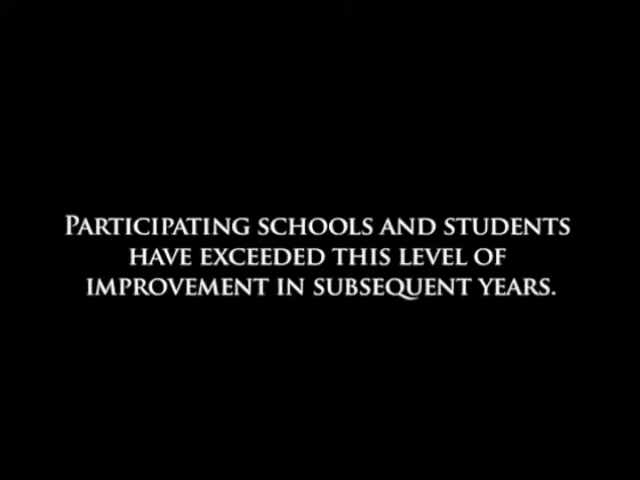 Participating schools and students
have exceeded this level of
improvement in subsequent years.